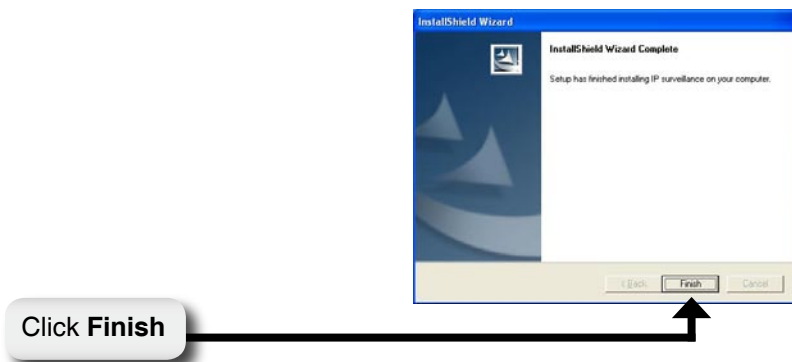 InstallShield Wizard
InstallShield Wizard Complete
Setup has finished installing IP surveillance on your computer.
< Back
Finish
Cancel
Click Finish